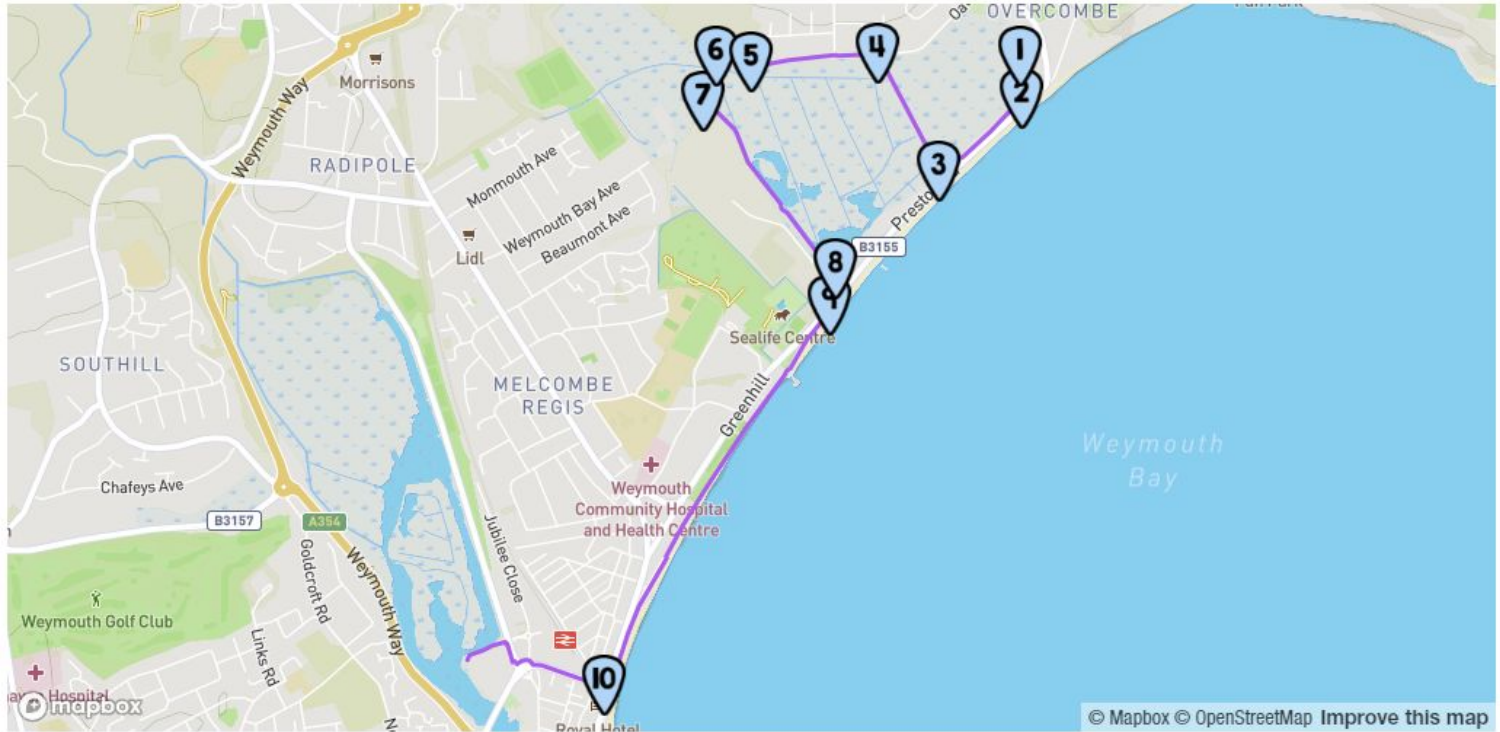 OVERCOMBE
Morrisons
Weymouth Way
RADIPOLE
Monmouth Ave
Weymouth Bay Ave
Beaumont Ave
Lidl
6
5
4
1
7
2
3
8
9
B3155
Sealife Centre
SOUTHILL
MELCOMBE
REGIS
Greenhill
Weymouth
Bay
Chafeys Ave
Weymouth
Community Hospital
and Health Centre
B3157
A354
Goldcroft Rd
Jubilee Close
Weymouth Way
Weymouth Golf Club
Links Rd
10
Hospital
mapbox
Royal Hotel
© Mapbox © OpenStreetMap Improve this map